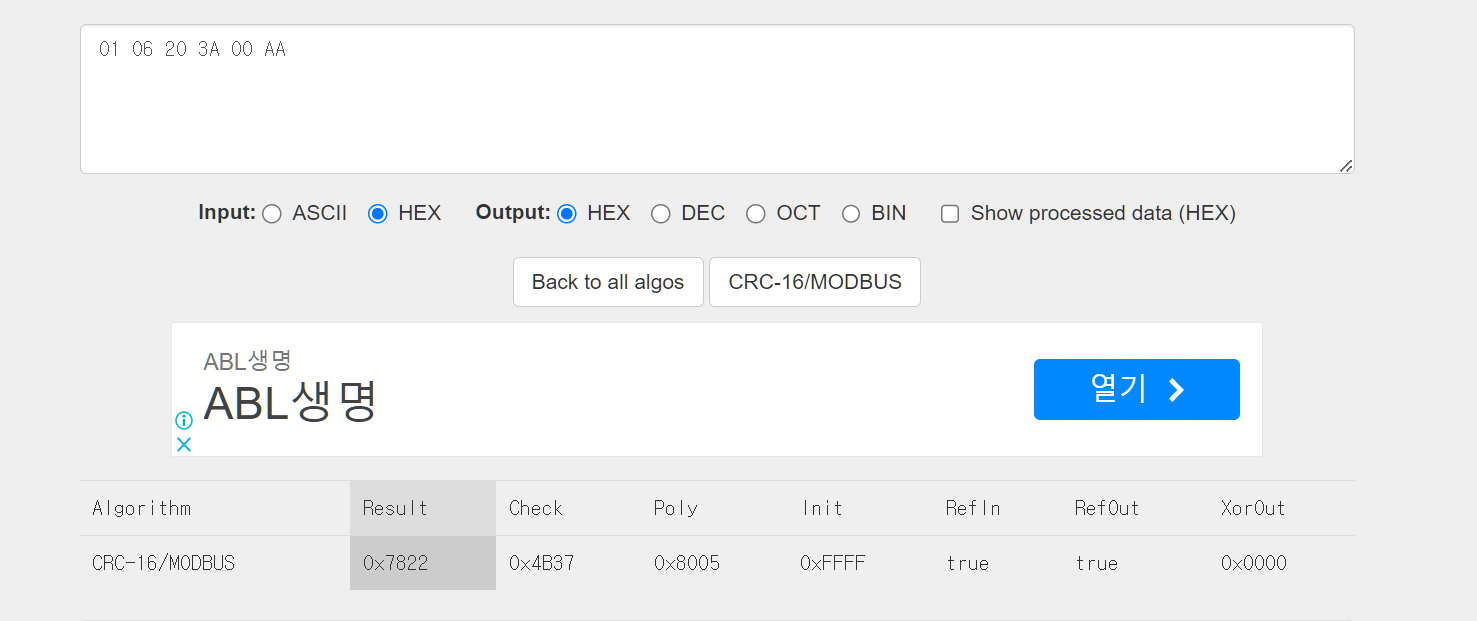 01 06 20 3A 00 AA
Input: ASCII HEX Output: HEX DEC OCT BIN Show processed data (HEX)
Back to all algos CRC-16/MODBUS
ABL생명
ABL생명
열기
Algorithm Result Check Poly Init RefIn RefOut XorOut
CRC-16/MODBUS 0x7822 0x4B37 0x8005 0xFFFF true true 0x0000